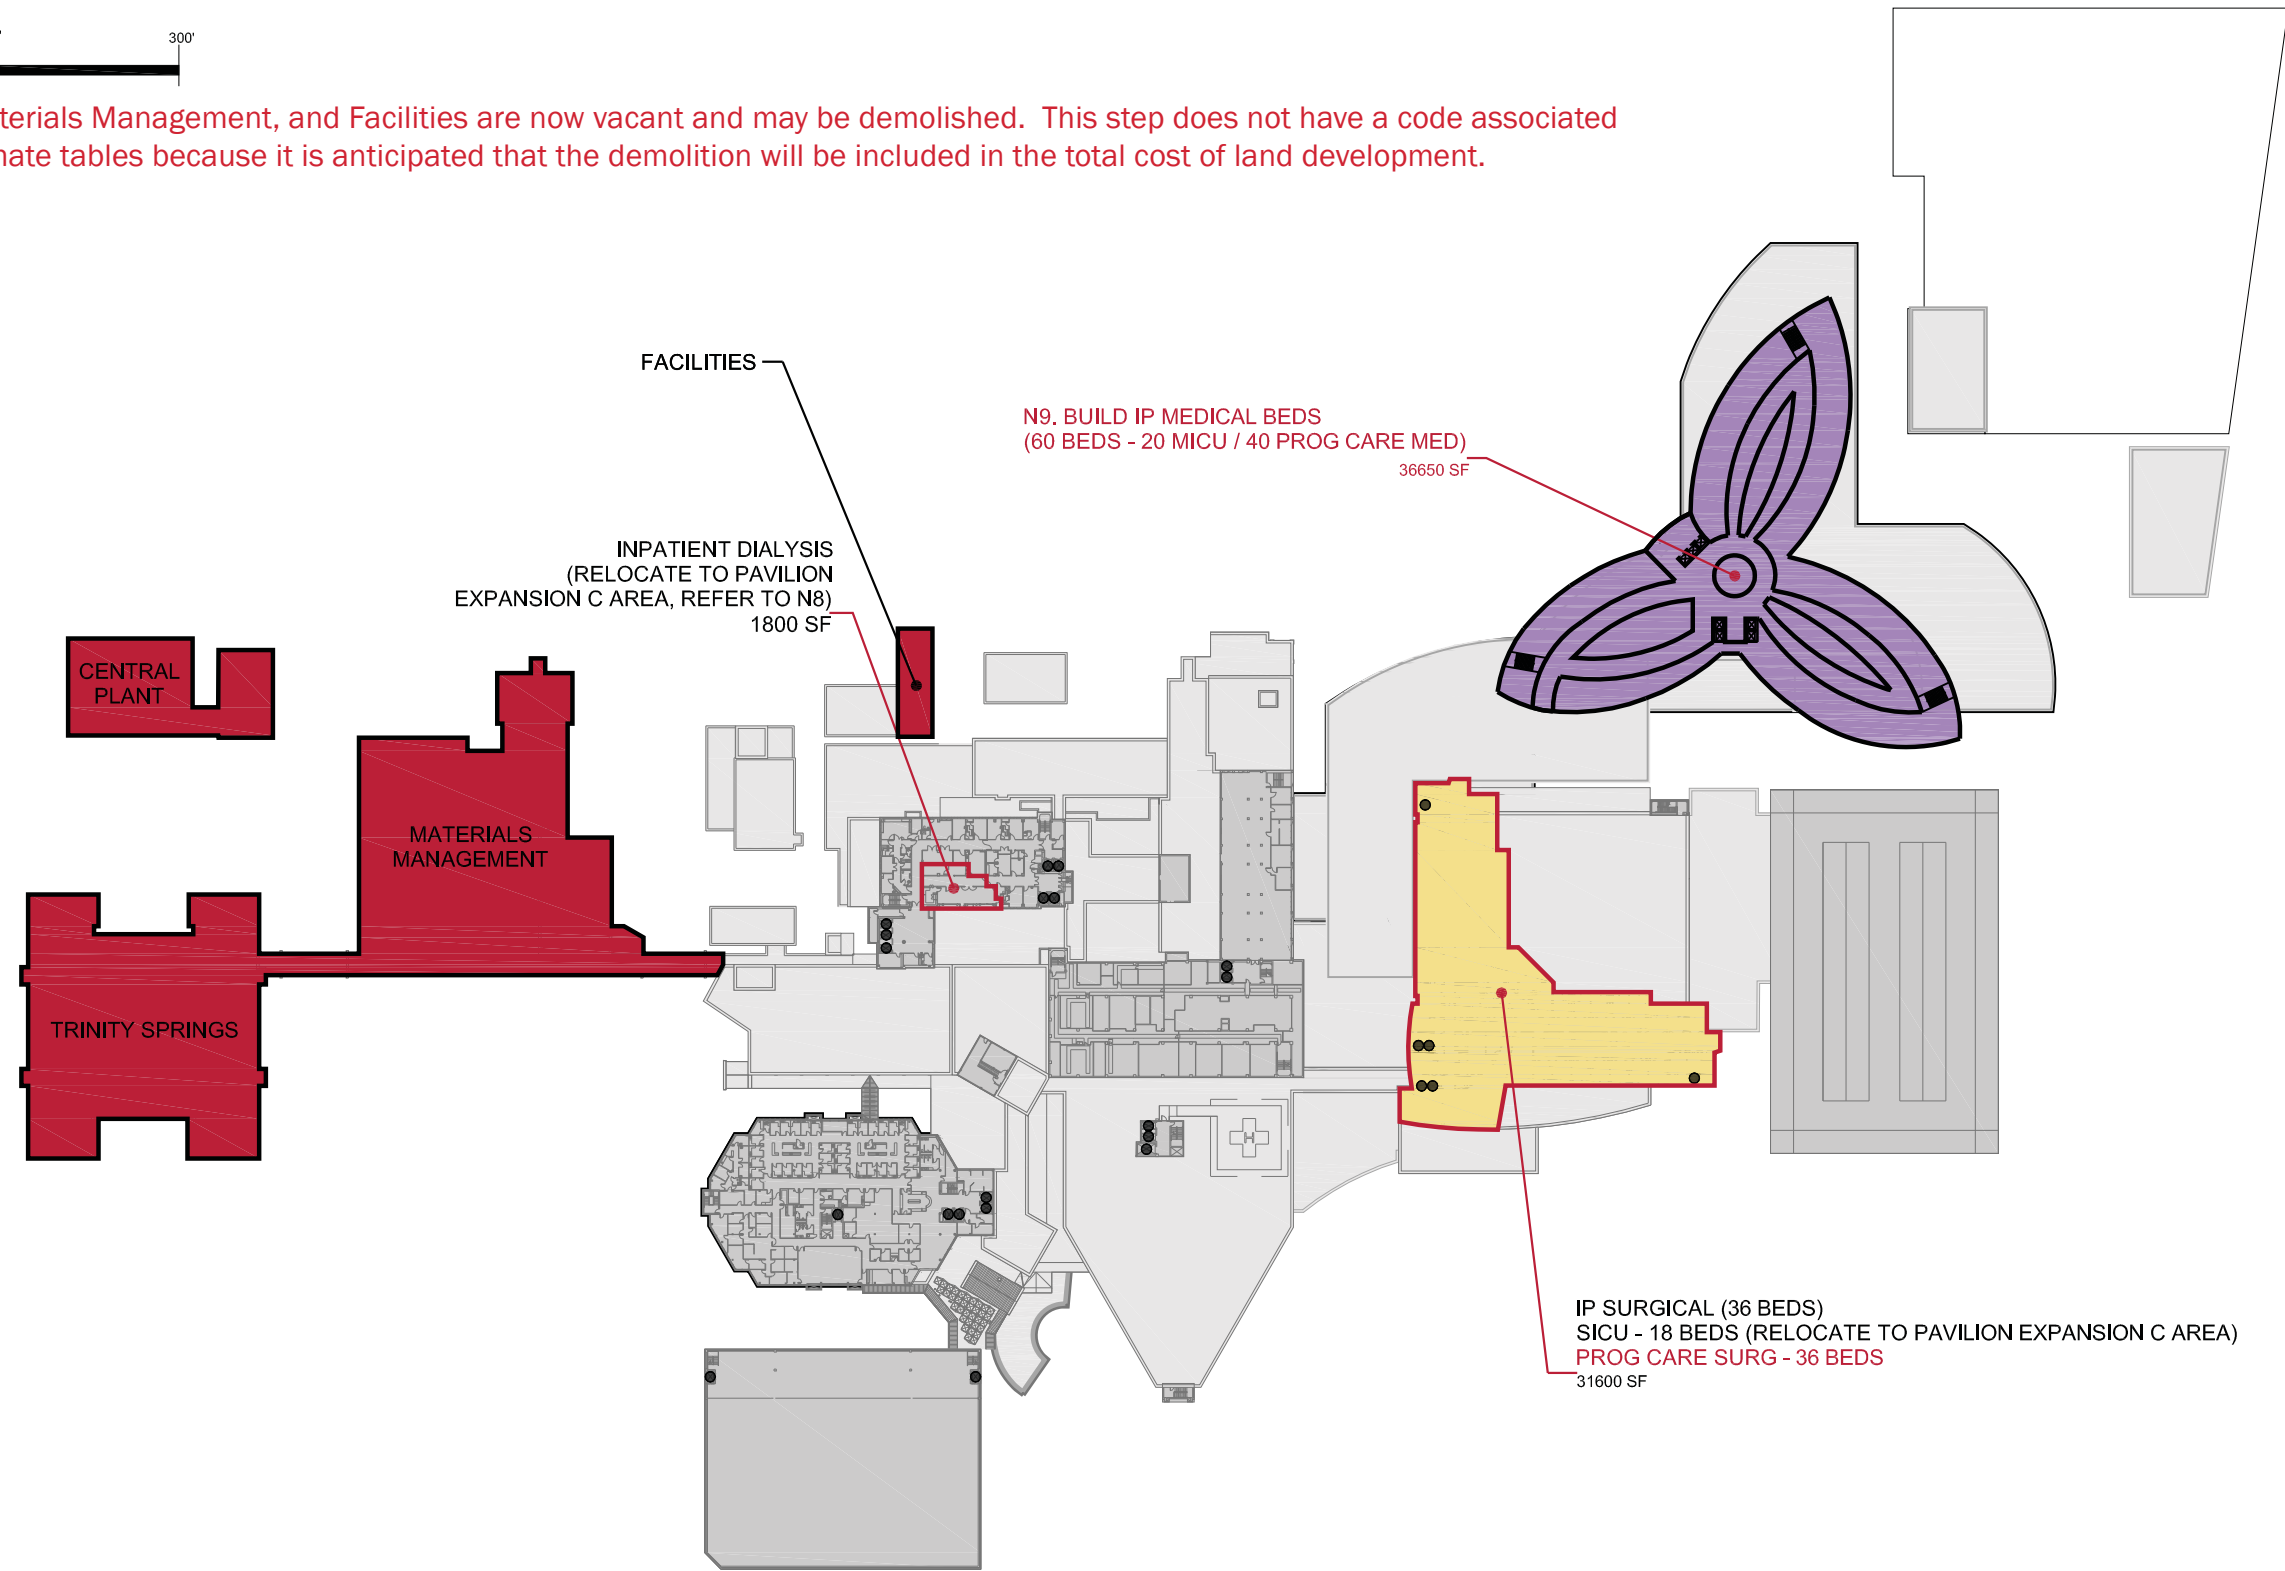 300'
terials Management, and Facilities are now vacant and may be demolished. This step does not have a code associated
nate tables because it is anticipated that the demolition will be included in the total cost of land development.
FACILITIES
N9. BUILD IP MEDICAL BEDS
(60 BEDS - 20 MICU / 40 PROG CARE MED)
36650 SF
INPATIENT DIALYSIS
(RELOCATE TO PAVILION
EXPANSION C AREA, REFER TO N8)
1800 SF
CENTRAL
PLANT
MATERIALS
MANAGEMENT
TRINITY SPRINGS
H
IP SURGICAL (36 BEDS)
SICU - 18 BEDS (RELOCATE TO PAVILION EXPANSION C AREA)
PROG CARE SURG - 36 BEDS
31600 SF